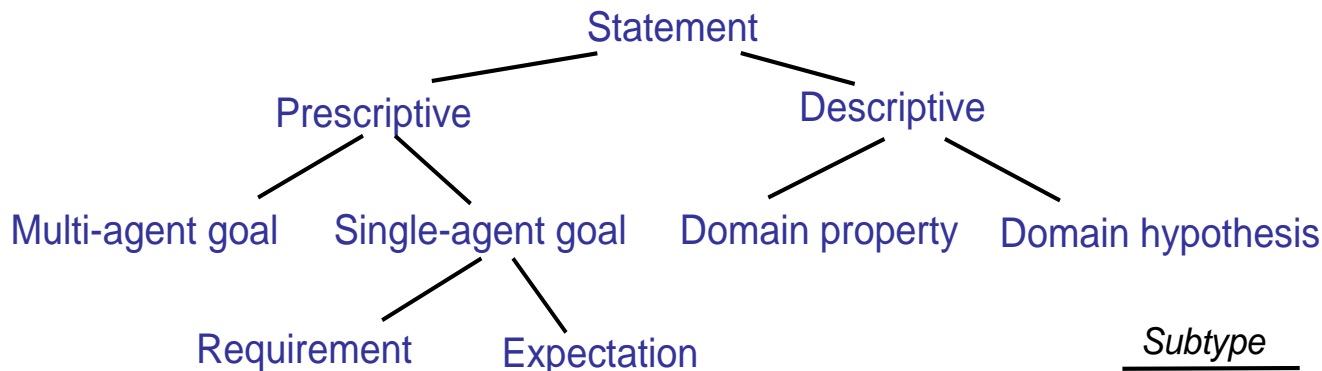 Statement
Prescriptive
Descriptive
Multi-agent goal
Single-agent goal
Domain property
Domain hypothesis
Requirement
Expectation
Subtype